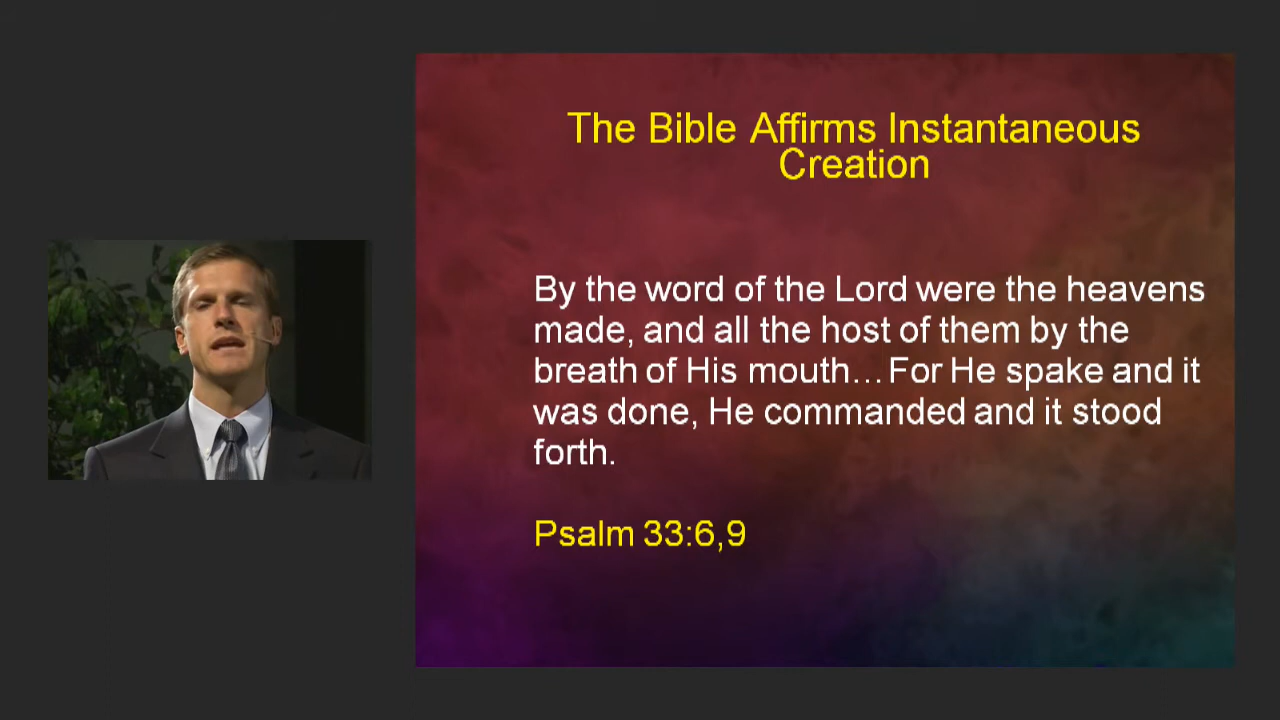 The Bible Affirms Instantaneous
Creation
By the word of the Lord were the heavens
made, and all the host of them by the
breath of His mouth…For He spake and it
was done, He commanded and it stood
forth.
Psalm 33:6,9